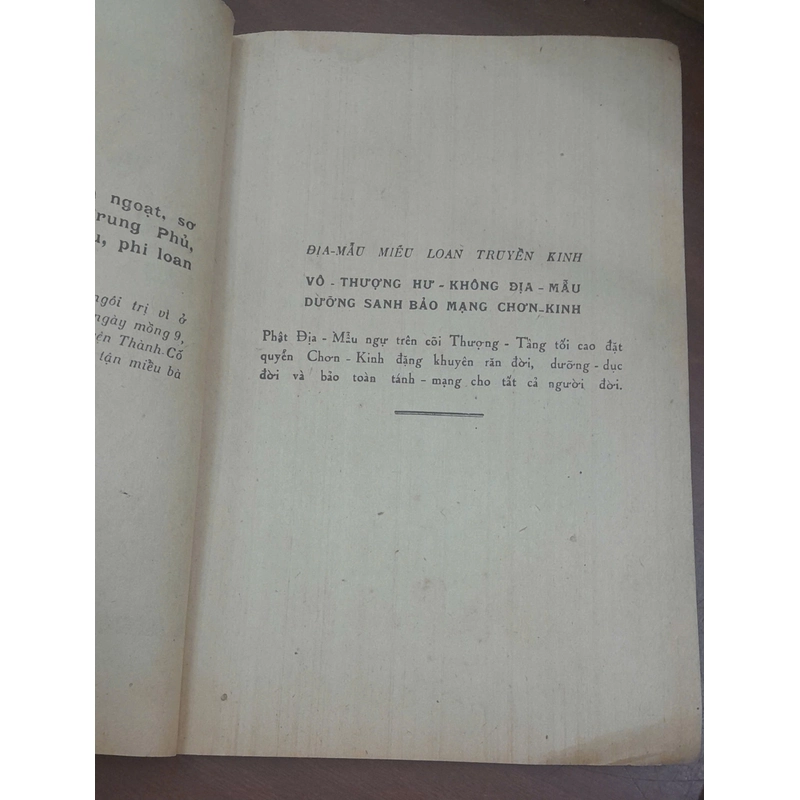 ngoạt, sơ
rung Phủ,
u, phi loan
ngôi trị vì ở
ngày mồng 9,
yên Thành. Cố
tận miều bà
ĐỊA-MẪU MIẾU LOAN TRUYỀN KINH
VÔ - THƯỢNG HƯ - KHÔNG ĐỊA - MẪU
DƯỠNG SANH BẢO MẠNG CHƠN-KINH
Phật Địa - Mẫu ngự trên cõi Thượng - Tầng tối cao đặt
quyển Chơn - Kinh đặng khuyên răn đời, dưỡng - dục
đời và bảo toàn tánh - mạng cho tất cả người đời.